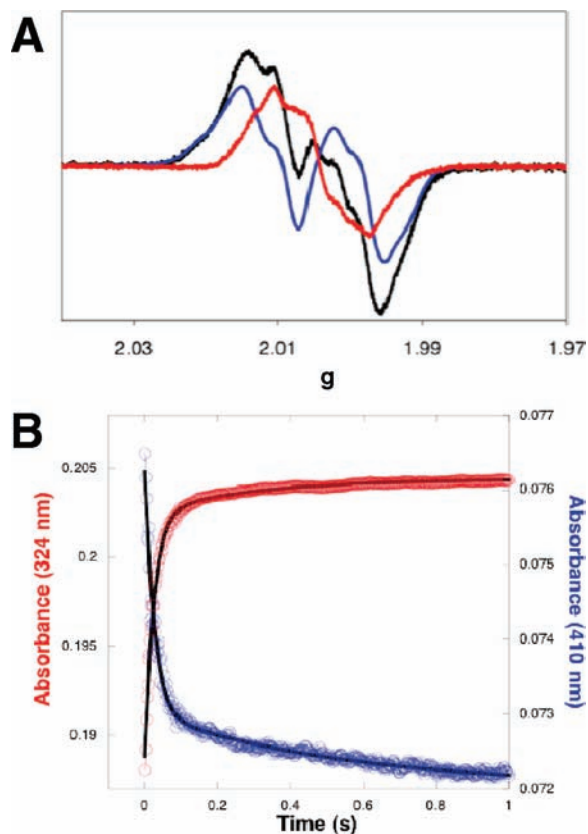 A
2.03 2.01 1.99 1.97
g
B
0.077
0.205
0.076
0.2
0.075
0.195
0.074
0.19
0.073
0.072
Absorbance (324 nm)
Absorbance (410 nm)
0 0.2 0.4 0.6 0.8 1
Time (s)